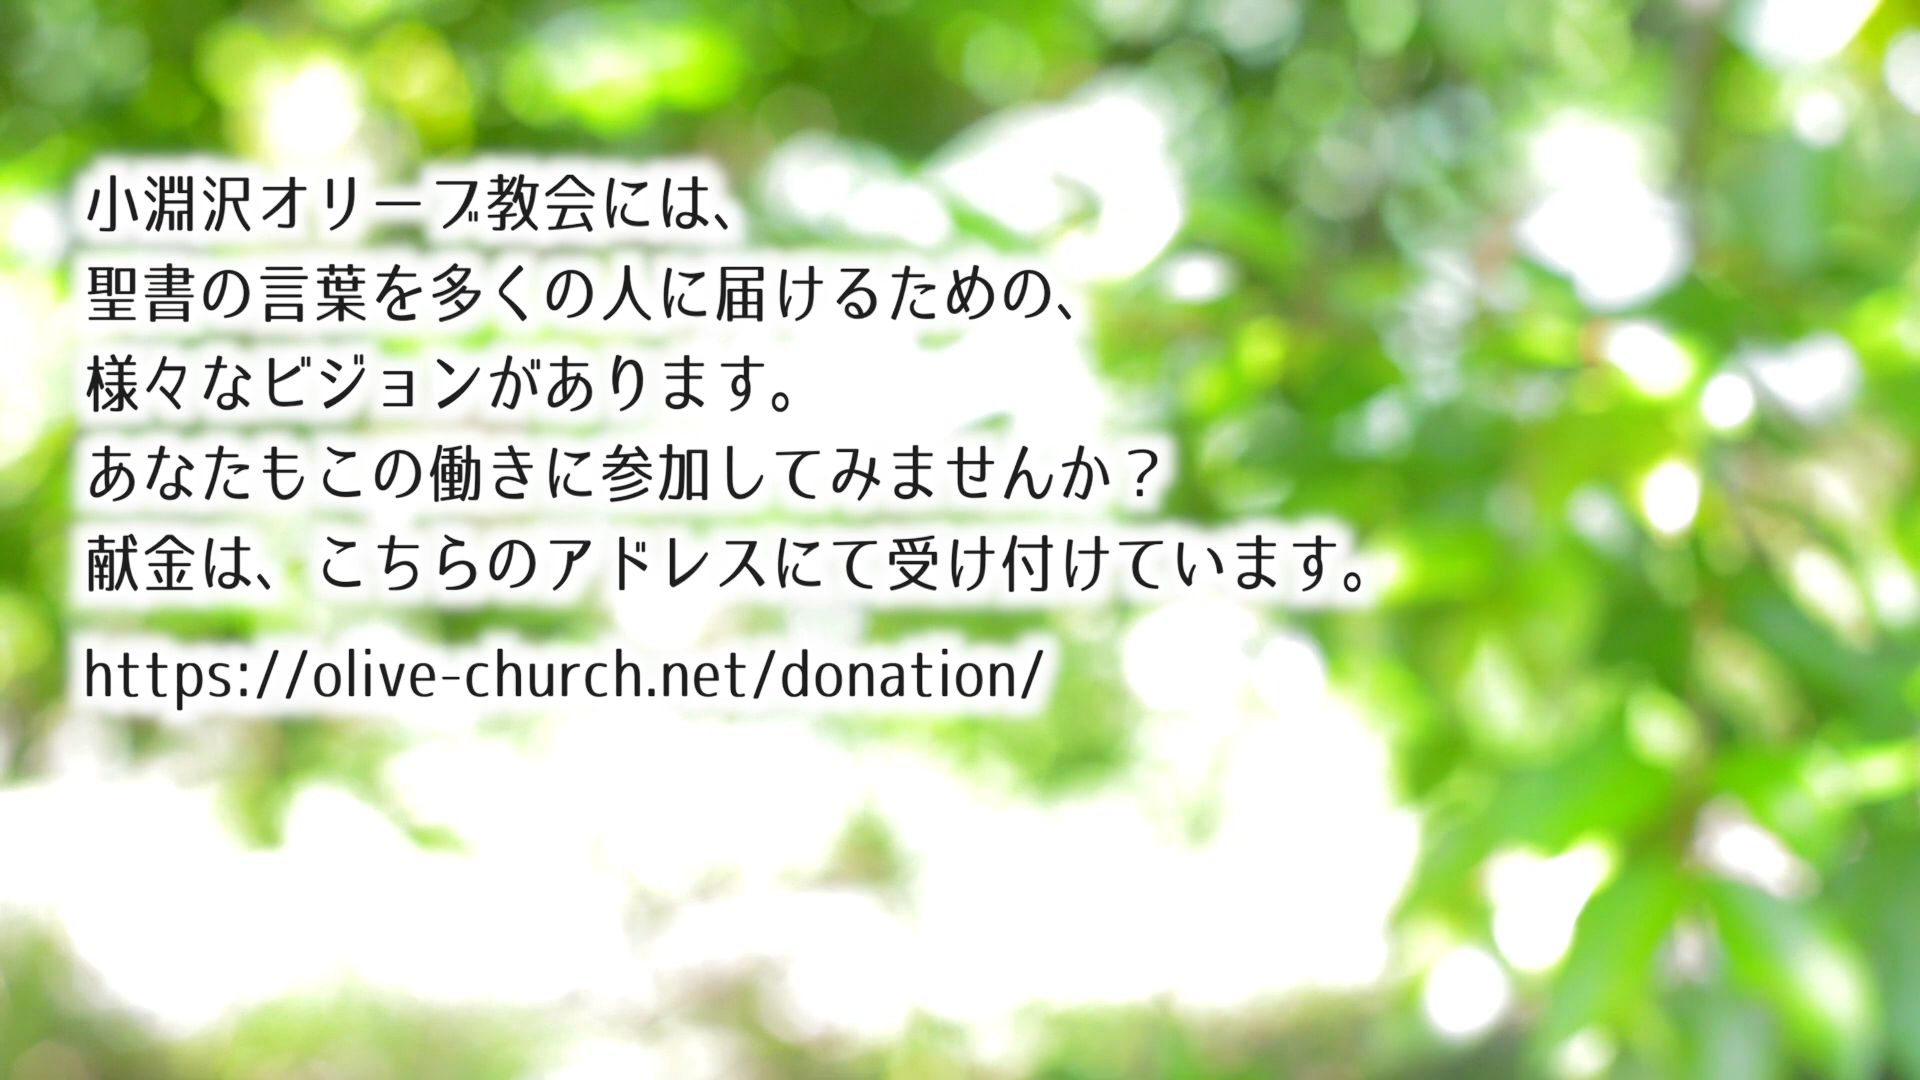 小淵沢オリーブ教会には、
聖書の言葉を多くの人に届けるための、
様々なビジョンがあります。
あなたもこの働きに参加してみませんか？
献金は、こちらのアドレスにて受け付けています。
https://olive-church.net/donation/